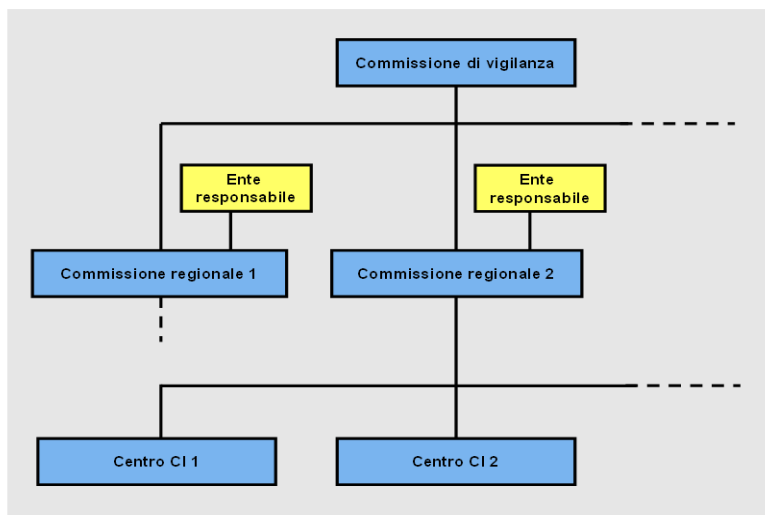 Commissione di vigilanza
Ente
responsabile
Ente
responsabile
Commissione regionale 1
Commissione regionale 2
Centro CI 1
Centro CI 2